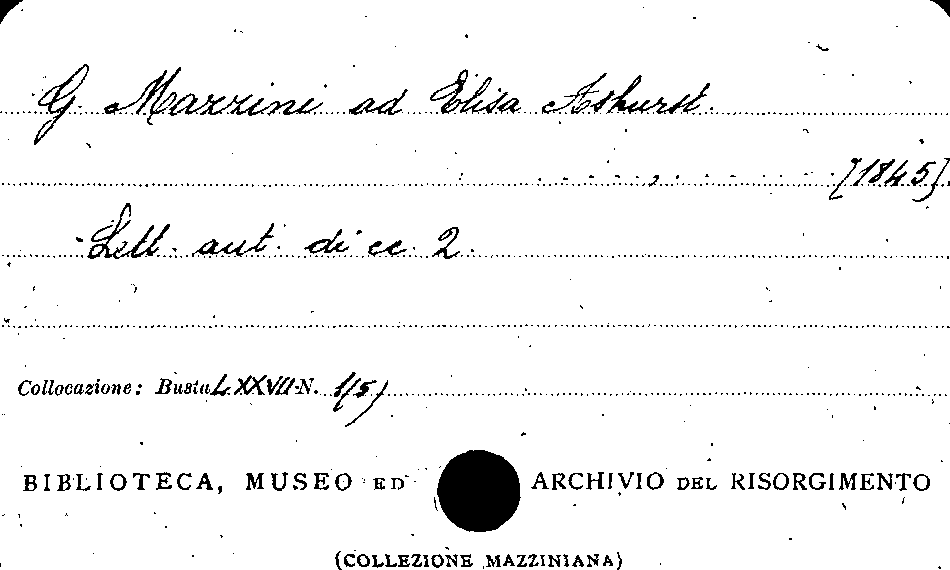 G. Mazzini ad Elisa Ashurst.
[1845].
Lett. aut. di cc. 2.
Collocazione: Busta LXXVII N. 1(5)
BIBLIOTECA, MUSEO ED ARCHIVIO DEL RISORGIMENTO
(COLLEZIONE MAZZINIANA)